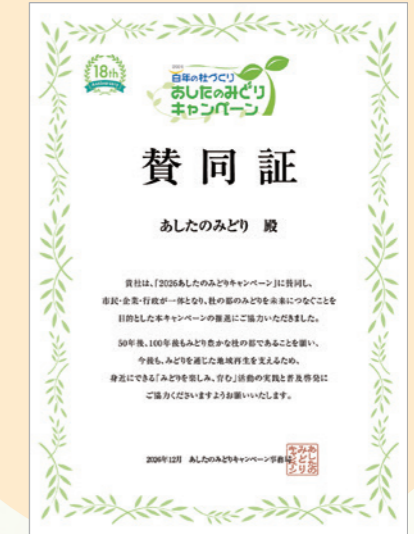 18th
Anniversary
2026
百年の杜づくり
あしたのみどり
キャンペーン
賛同証
あしたのみどり 殿
貴社は、「2026あしたのみどりキャンペーン」に賛同し、
市民・企業・行政が一体となり、杜の都のみどりを未来につなぐことを
目的とした本キャンペーンの推進にご協力いただきました。
50年後、100年後もみどり豊かな杜の都であることを願い、
今後も、みどりを通じた地域再生を支えるため、
身近にできる「みどりを楽しみ、育む」活動の実践と普及啓発に
ご協力くださいますようお願いいたします。
2026年12月 あしたのみどりキャンペーン事務局